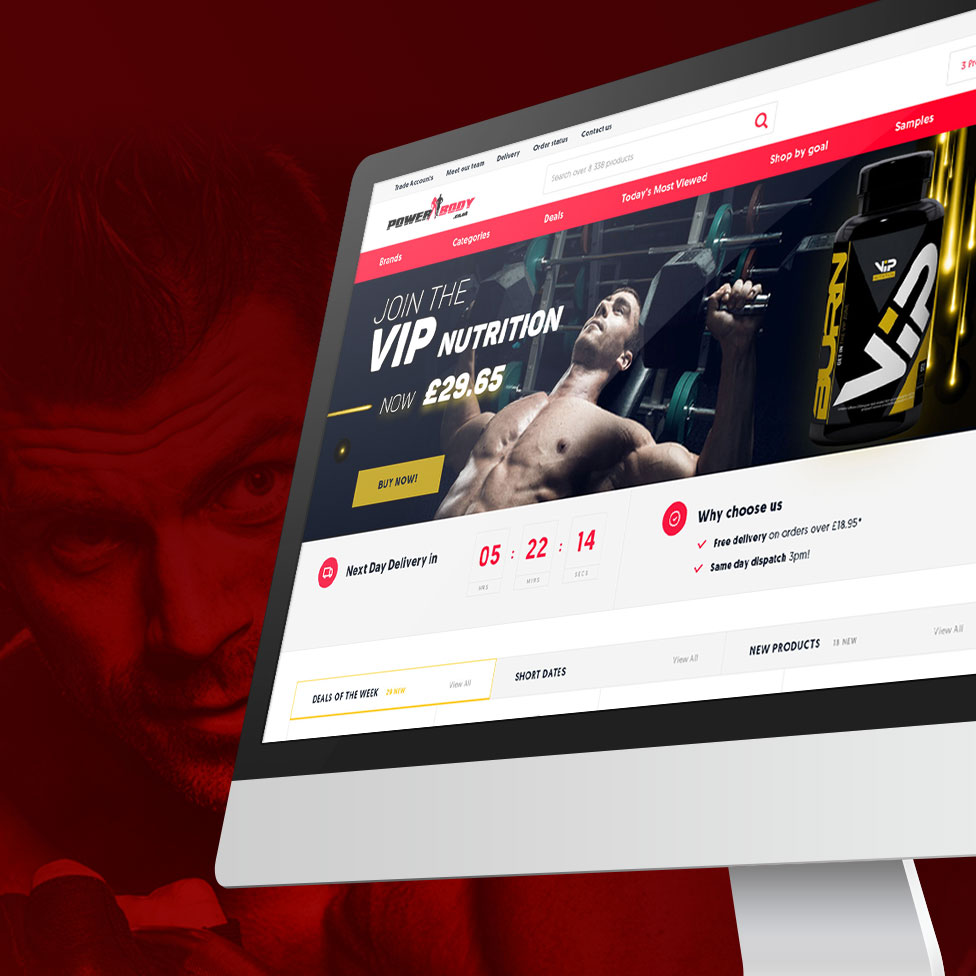 3 Pr
Trade Accounts Meet our team Delivery Order status Contact us
Search over 8 338 products
POWER BODY
.co.uk
Brands Categories Deals Today's Most Viewed Shop by goal Samples
JOIN THE
VIP NUTRITION
NOW £29.65
BUY NOW!
VIP
NUTRITION
VIP
Next Day Delivery in
05 : 22 : 14
HRS MINS SECS
Why choose us
Free delivery on orders over £18.95*
Same day dispatch 3pm!
DEALS OF THE WEEK 29 NEW View All
SHORT DATES View All
NEW PRODUCTS 18 NEW View All